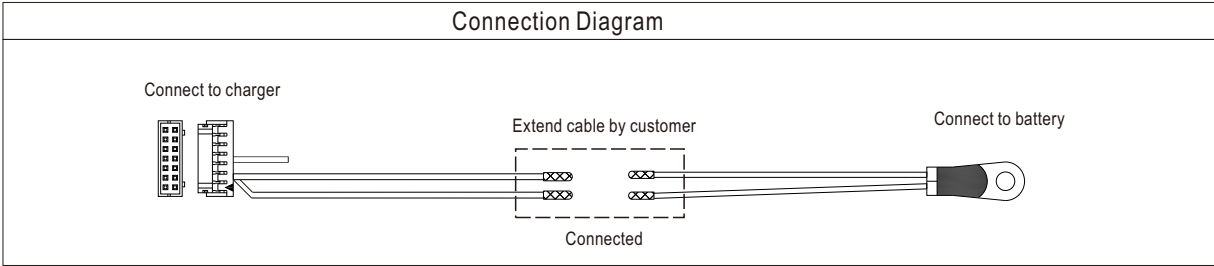 Connection Diagram
Connect to charger
Extend cable by customer
Connect to battery
Connected